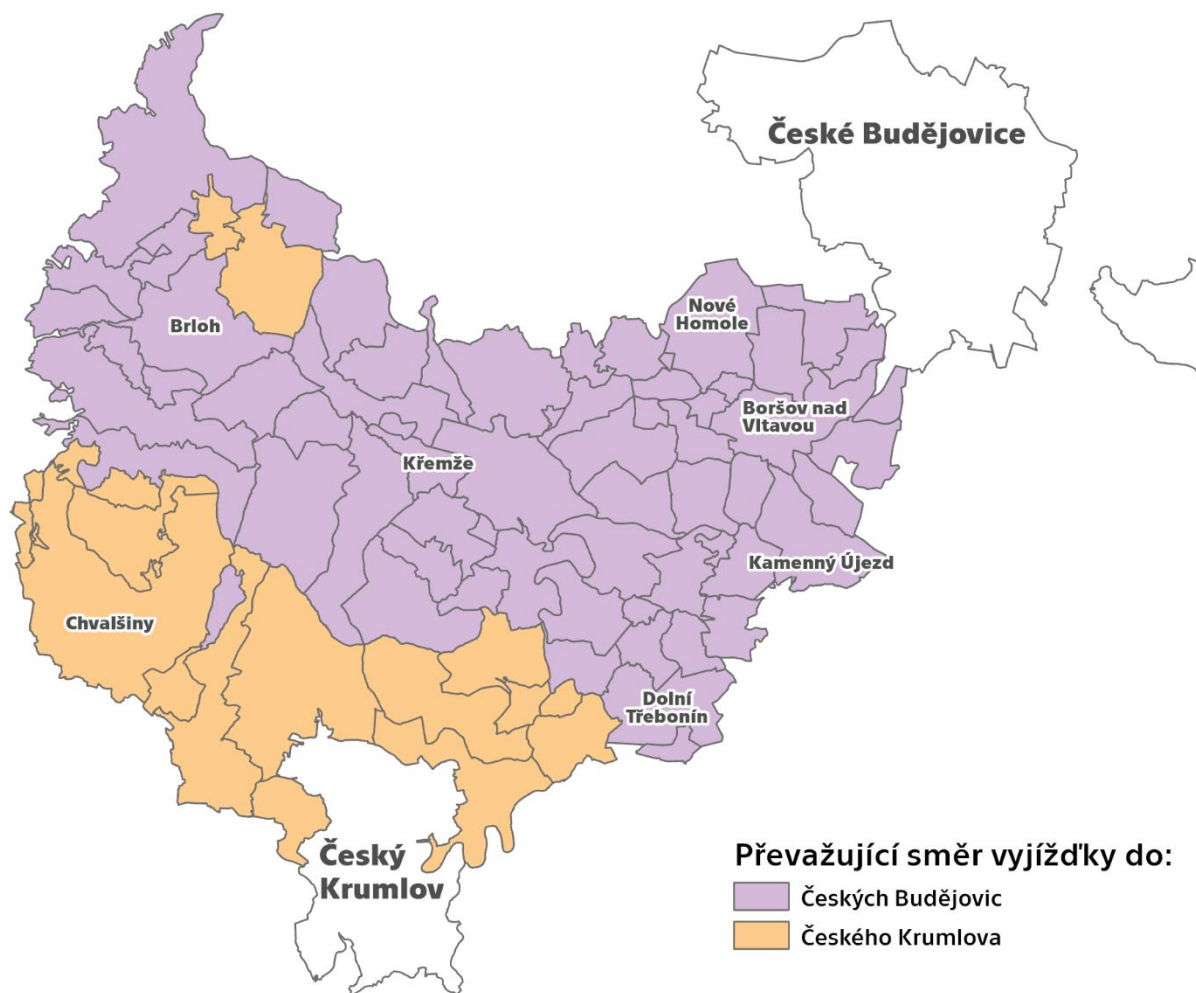 České Budějovice
Nové
Homole
Brloh
Boršov nad
Vltavou
Křemže
Kamenný Újezd
Chvalšiny
Dolní
Třebonín
Český
Krumlov
Převažující směr vyjížďky do:
Českých Budějovic
Českého Krumlova